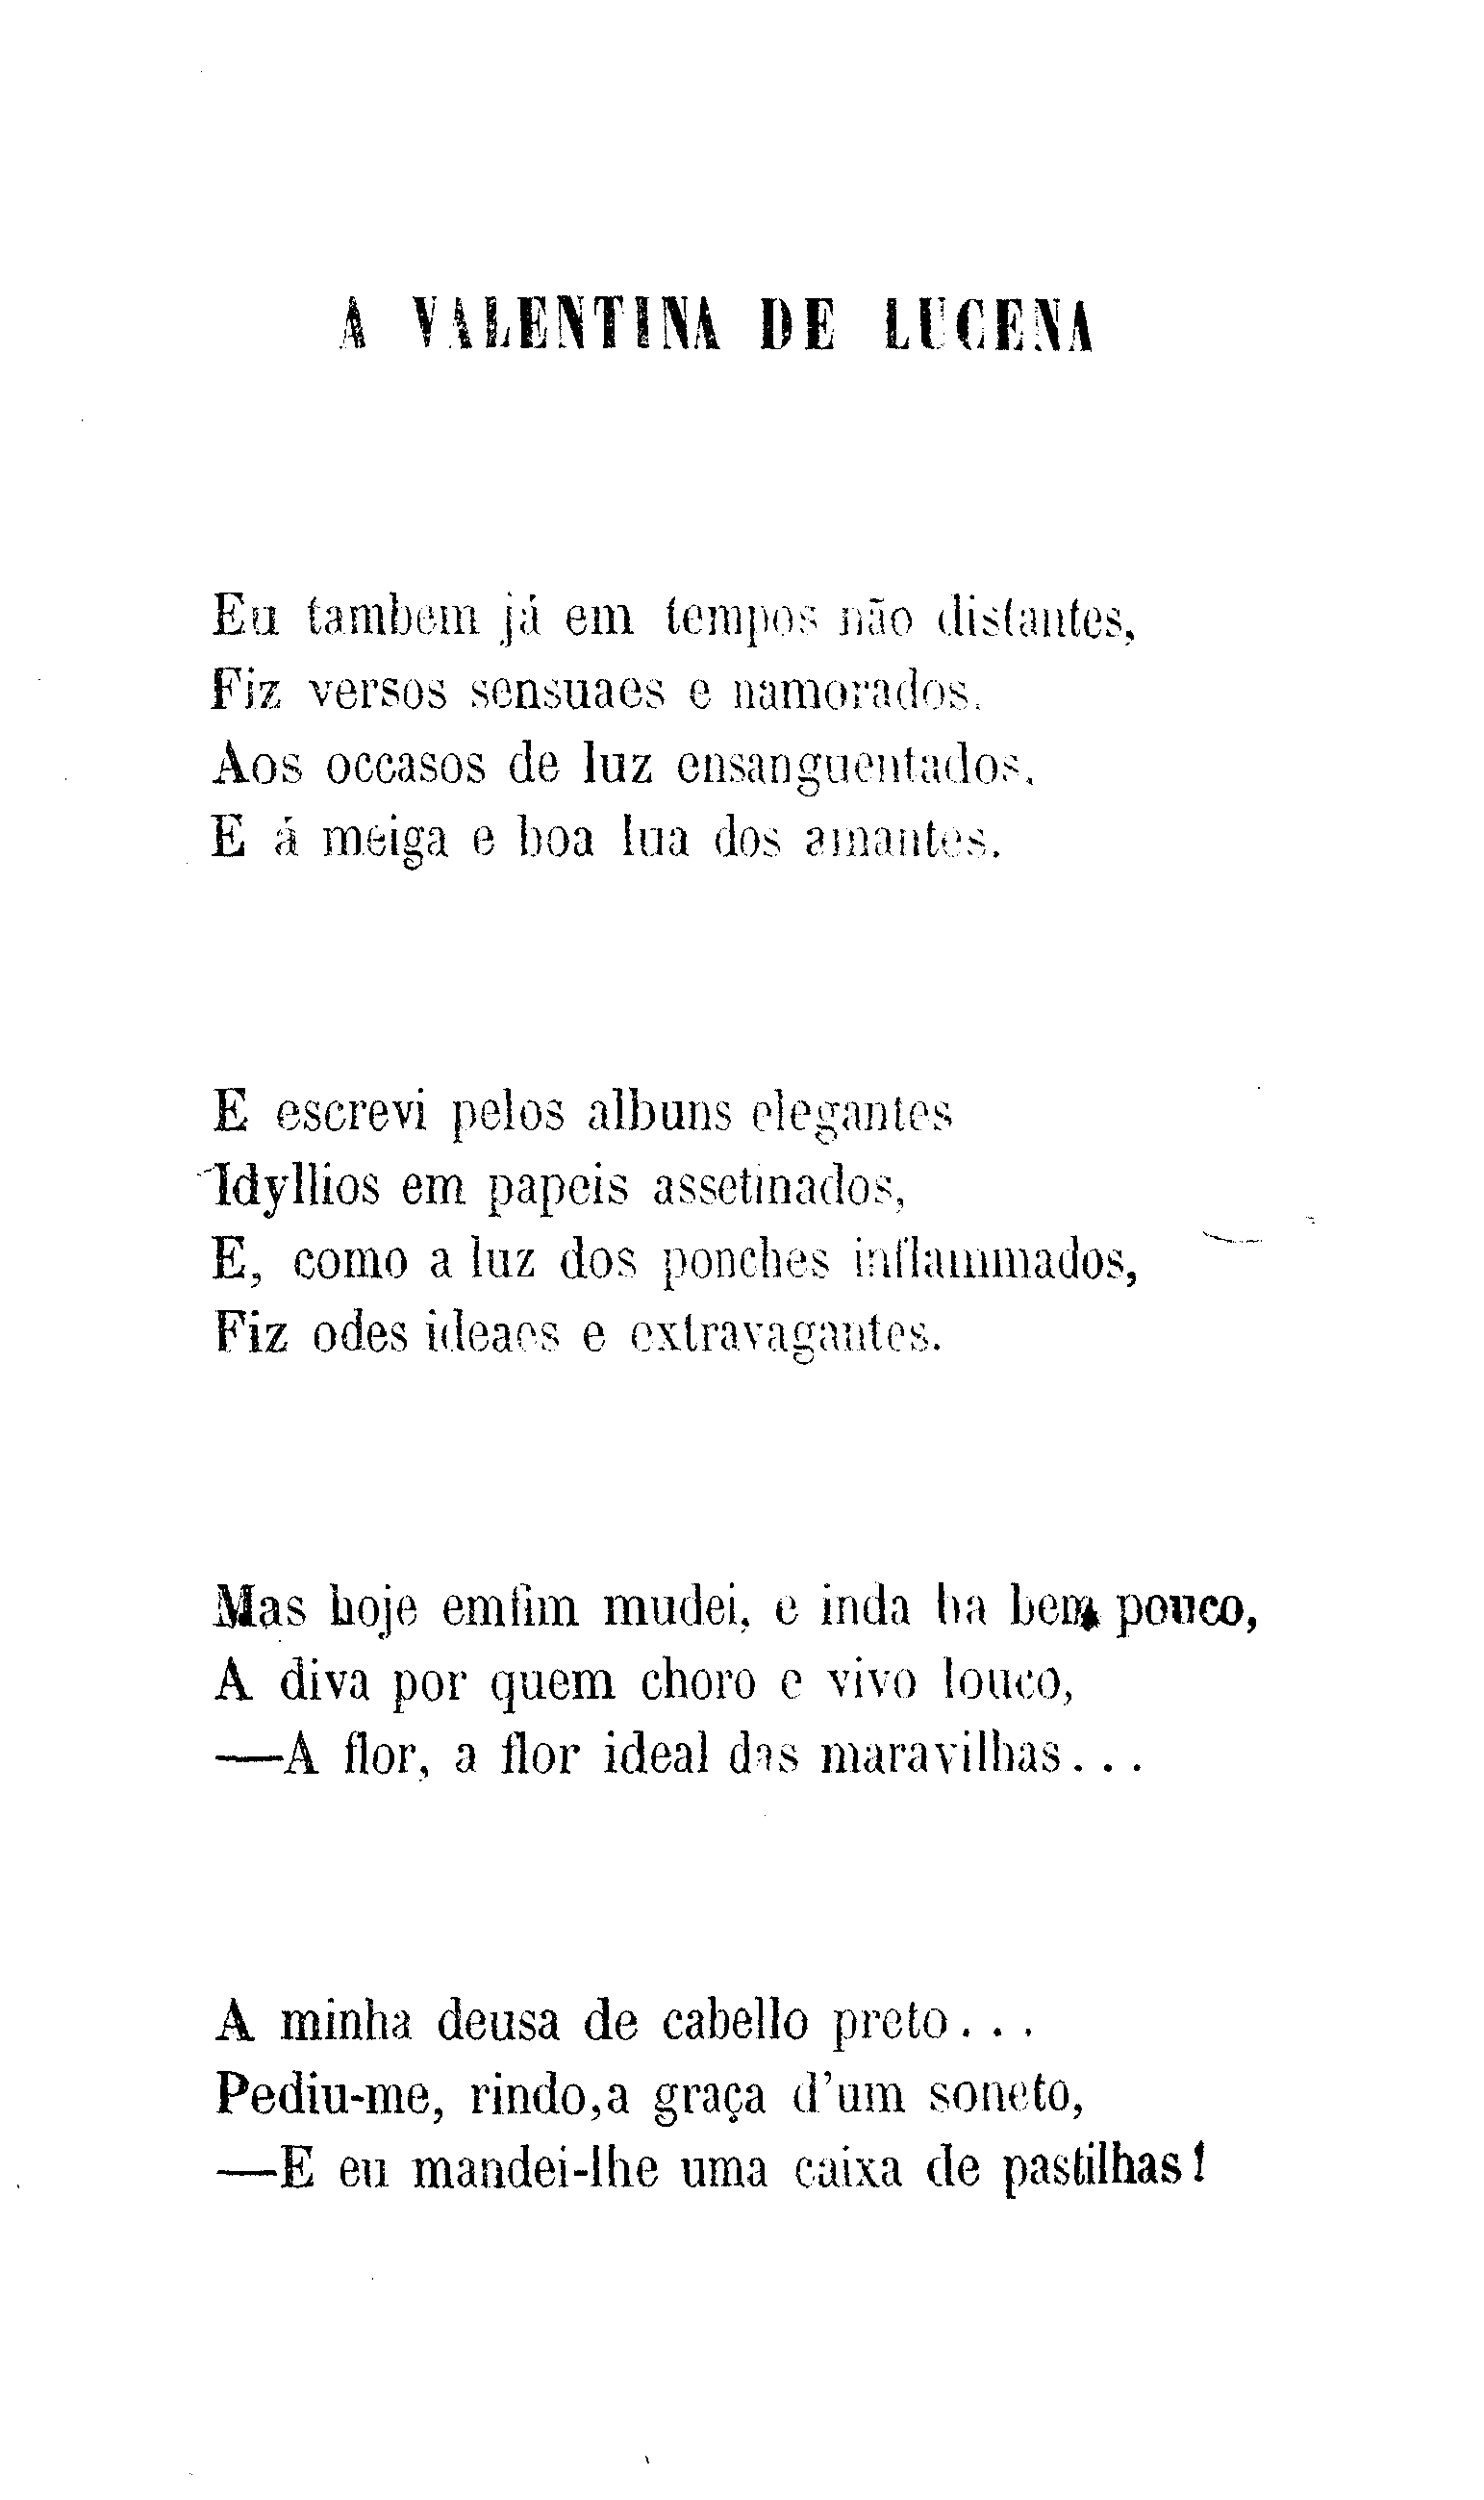 A VALENTINA DE LUCENA
Eu tambem já em tempos não distantes,
Fiz versos sensuaes e namorados,
Aos occasos de luz ensanguentados,
E á meiga e boa lua dos amantes.
E escrevi pelos albuns elegantes
Idyllios em papeis assetinados,
E, como a luz dos ponches inflammados,
Fiz odes ideaes e extravagantes.
Mas hoje emfim mudei, e inda ha bem pouco,
A diva por quem choro e vivo louco,
—A flor, a flor ideal das maravilhas...
A minha deusa de cabello preto...
Pediu-me, rindo,a graça d'um soneto,
—E eu mandei-lhe uma caixa de pastilhas!